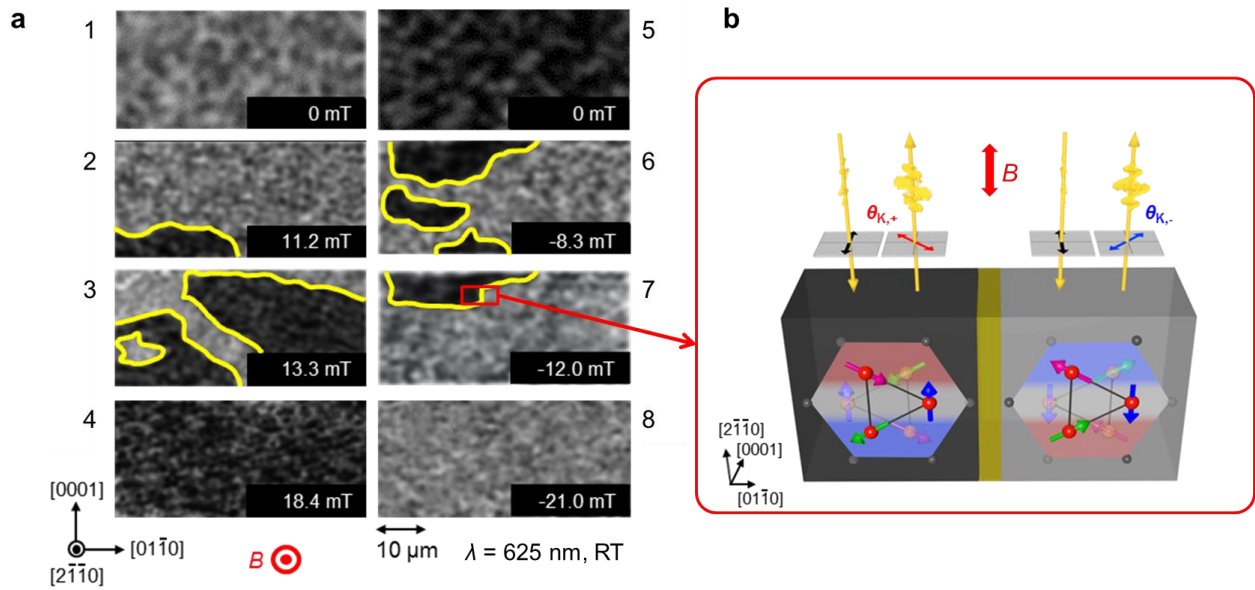 a
b
1
0 mT
5
0 mT
2
11.2 mT
6
-8.3 mT
3
13.3 mT
7
-12.0 mT
4
18.4 mT
8
-21.0 mT
[0001]
[011̅0]
[21̅1̅0]
B
10 μm
λ = 625 nm, RT
B
θK,+
θK,-
[21̅1̅0]
[0001]
[011̅0]